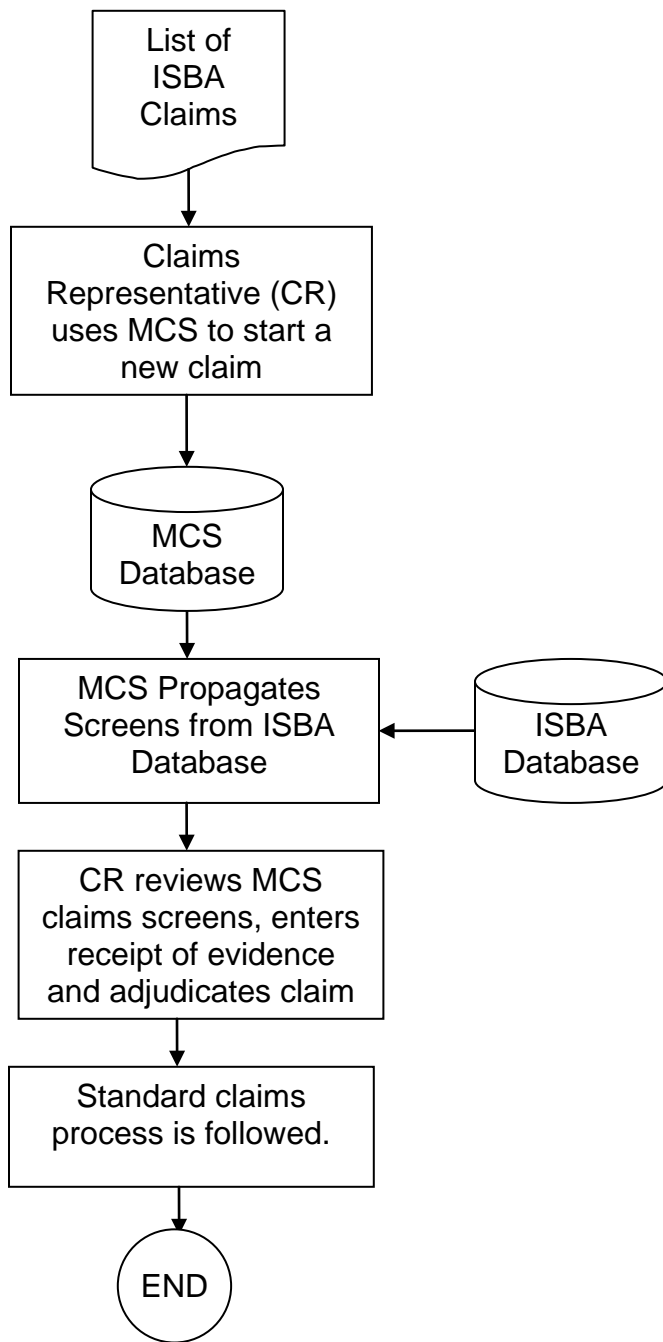 List of
ISBA
Claims
Claims
Representative (CR)
uses MCS to start a
new claim
MCS
Database
MCS Propagates
Screens from ISBA
Database
ISBA
Database
CR reviews MCS
claims screens, enters
receipt of evidence
and adjudicates claim
Standard claims
process is followed.
END